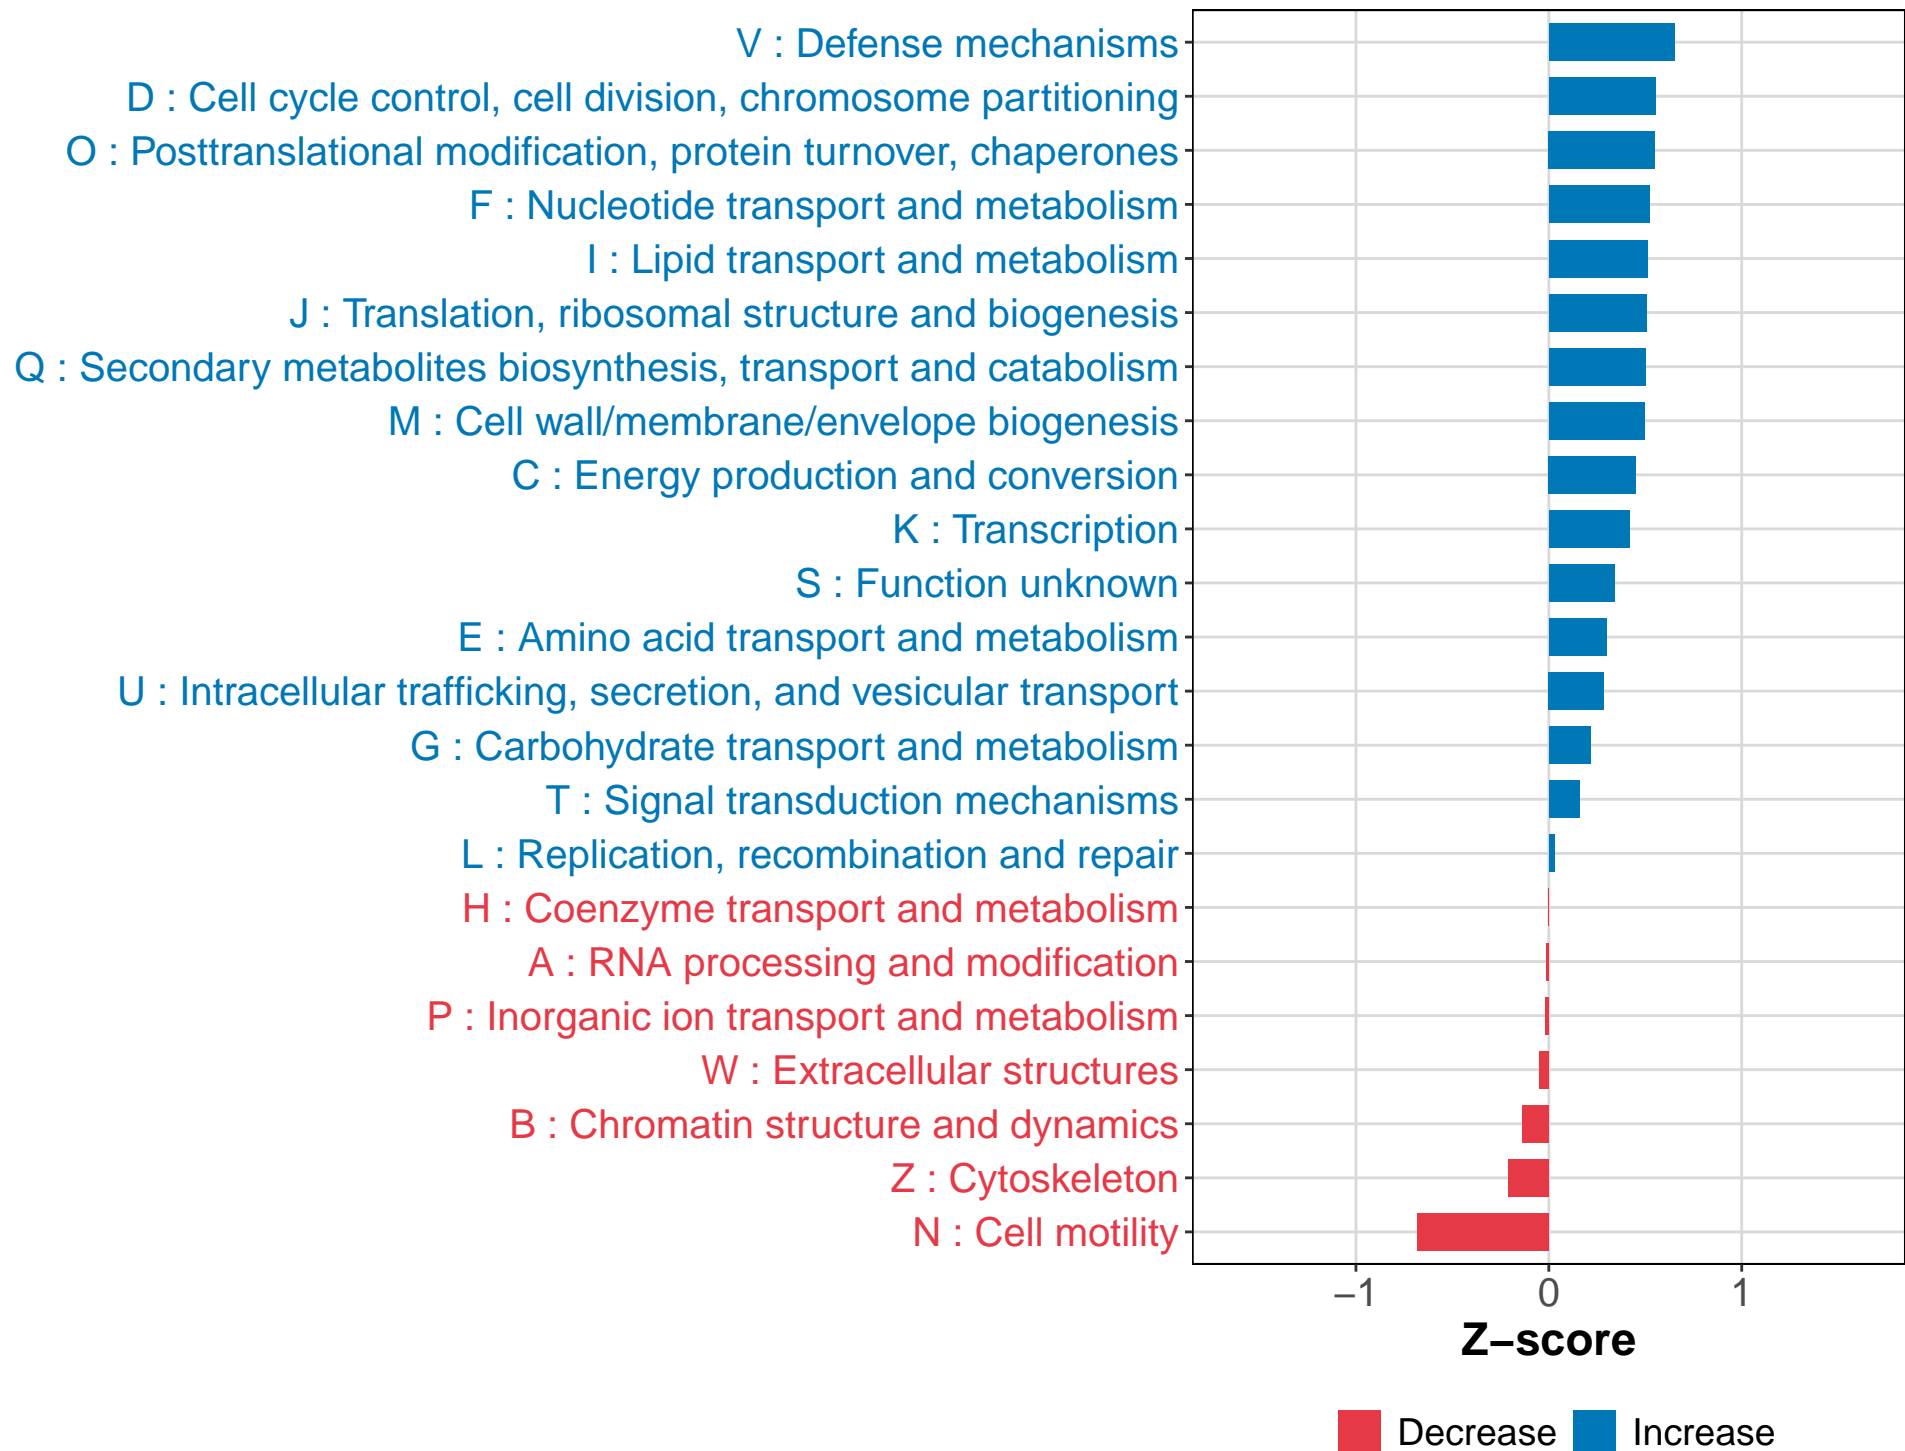 V : Defense mechanisms
D : Cell cycle control, cell division, chromosome partitioning
O : Posttranslational modification, protein turnover, chaperones
F : Nucleotide transport and metabolism
I : Lipid transport and metabolism
J : Translation, ribosomal structure and biogenesis
Q : Secondary metabolites biosynthesis, transport and catabolism
M : Cell wall/membrane/envelope biogenesis
C : Energy production and conversion
K : Transcription
S : Function unknown
E : Amino acid transport and metabolism
U : Intracellular trafficking, secretion, and vesicular transport
G : Carbohydrate transport and metabolism
T : Signal transduction mechanisms
L : Replication, recombination and repair
H : Coenzyme transport and metabolism
A : RNA processing and modification
P : Inorganic ion transport and metabolism
W : Extracellular structures
B : Chromatin structure and dynamics
Z : Cytoskeleton
N : Cell motility
−1 0 1
Z−score
Decrease Increase